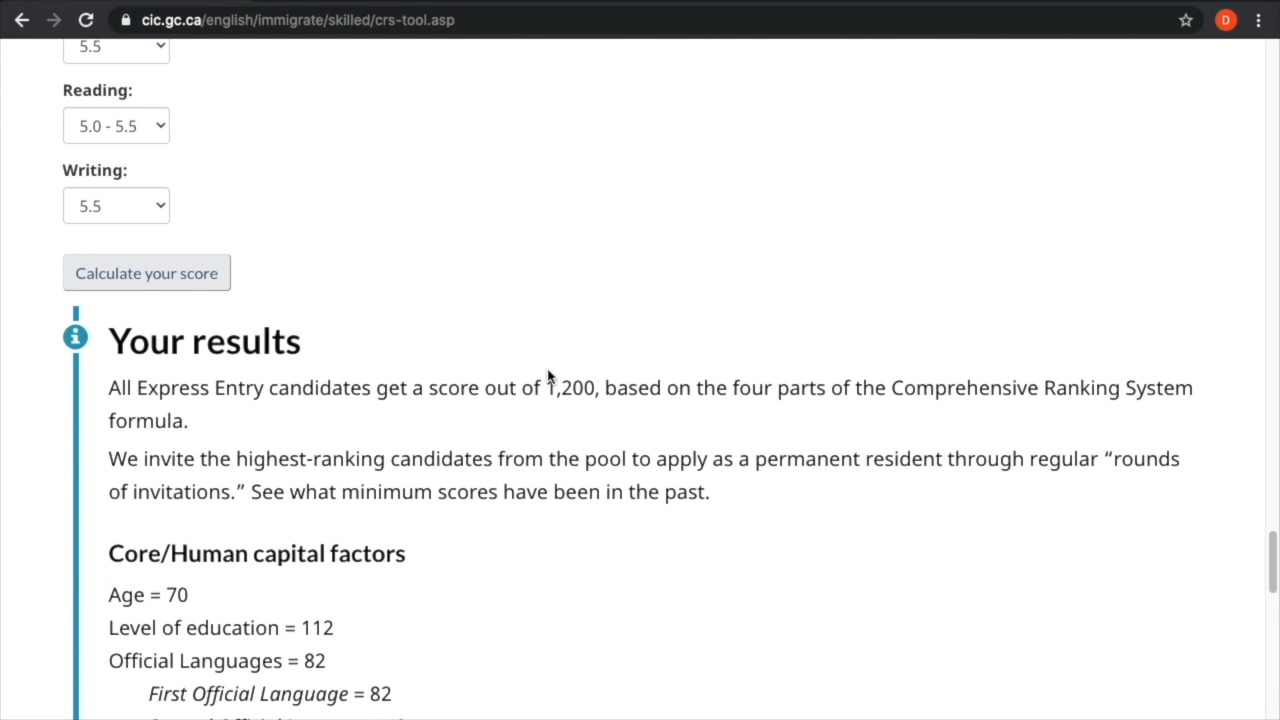 cic.gc.ca/english/immigrate/skilled/crs-tool.asp
D
5.5
Reading:
5.0 - 5.5
Writing:
5.5
Calculate your score
Your results
All Express Entry candidates get a score out of 1,200, based on the four parts of the Comprehensive Ranking System
formula.
We invite the highest-ranking candidates from the pool to apply as a permanent resident through regular “rounds
of invitations.” See what minimum scores have been in the past.
Core/Human capital factors
Age = 70
Level of education = 112
Official Languages = 82
First Official Language = 82